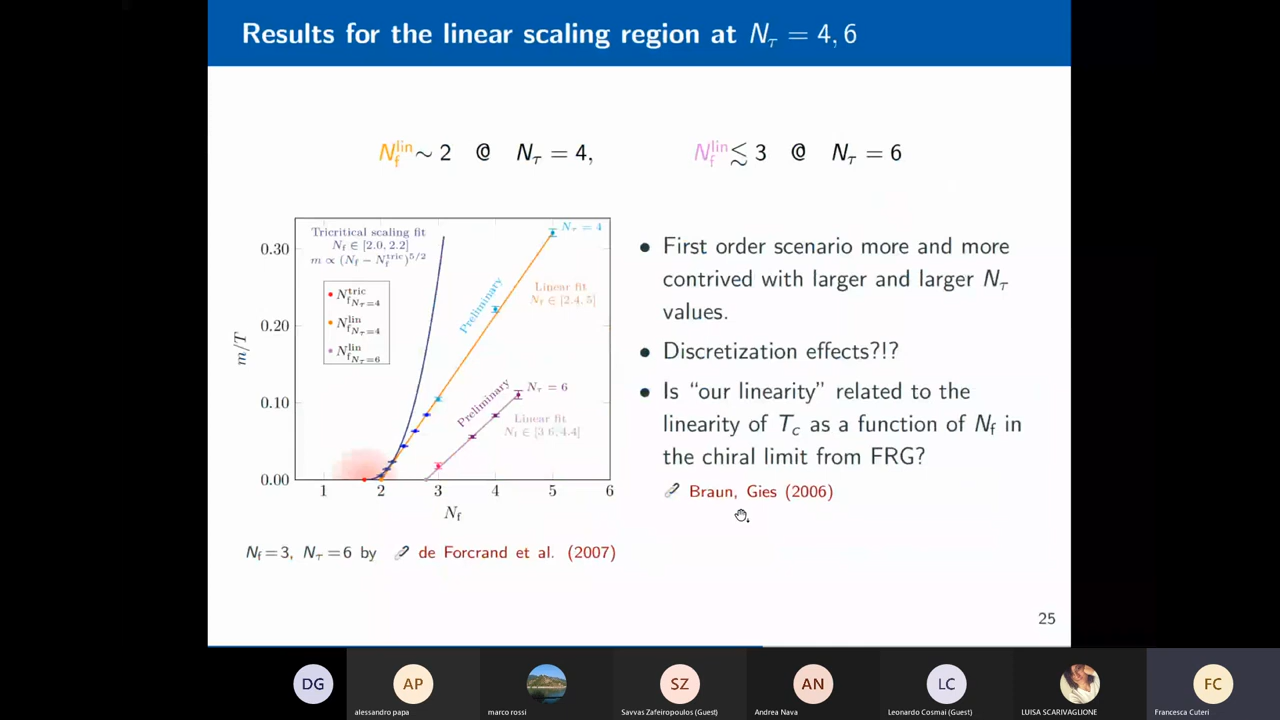 Results for the linear scaling region at Nτ = 4, 6
Nf^lin ∼ 2 @ Nτ = 4,
Nf^lin ≲ 3 @ Nτ = 6
Tricritical scaling fit
Nf ∈ [2.0, 2.2]
m ∝ (Nf − Nf^tric)^5/2
Nf^tric Nτ=4
Nf^lin Nτ=4
Nf^lin Nτ=6
Nτ = 4
Preliminary
Linear fit
Nf ∈ [2.4, 5]
Nτ = 6
Preliminary
Linear fit
Nf ∈ [3.6, 4.4]
0.30
0.20
0.10
0.00
m/T
1 2 3 4 5 6
Nf
Nf = 3, Nτ = 6 by de Forcrand et al. (2007)
• First order scenario more and more
contrived with larger and larger Nτ
values.
• Discretization effects?!?
• Is “our linearity” related to the
linearity of Tc as a function of Nf in
the chiral limit from FRG?
Braun, Gies (2006)
25
DG
AP
alessandro papa
marco rossi
SZ
Savvas Zafeiropoulos (Guest)
AN
Andrea Nava
LC
Leonardo Cosmai (Guest)
LUISA SCARIVAGLIONE
FC
Francesca Cuteri